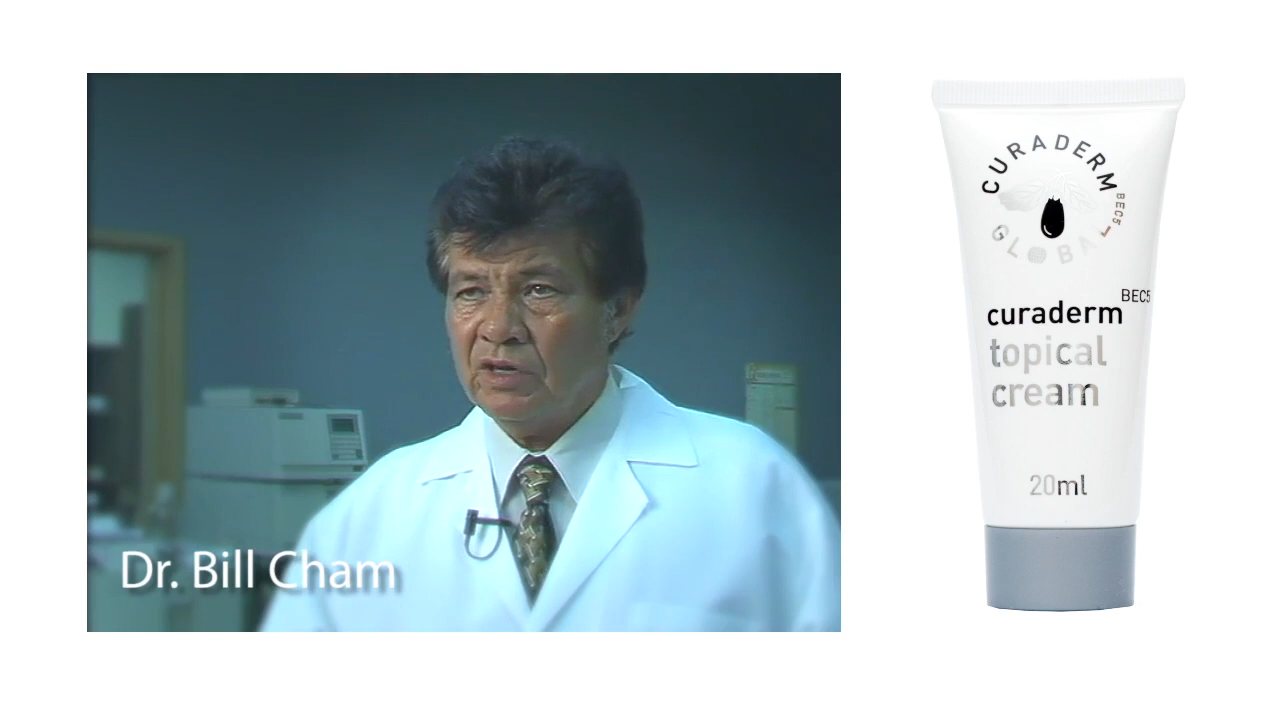 Dr. Bill Cham
CURADERM
BEC5
GLOBAL
curaderm BEC5
topical
cream
20ml